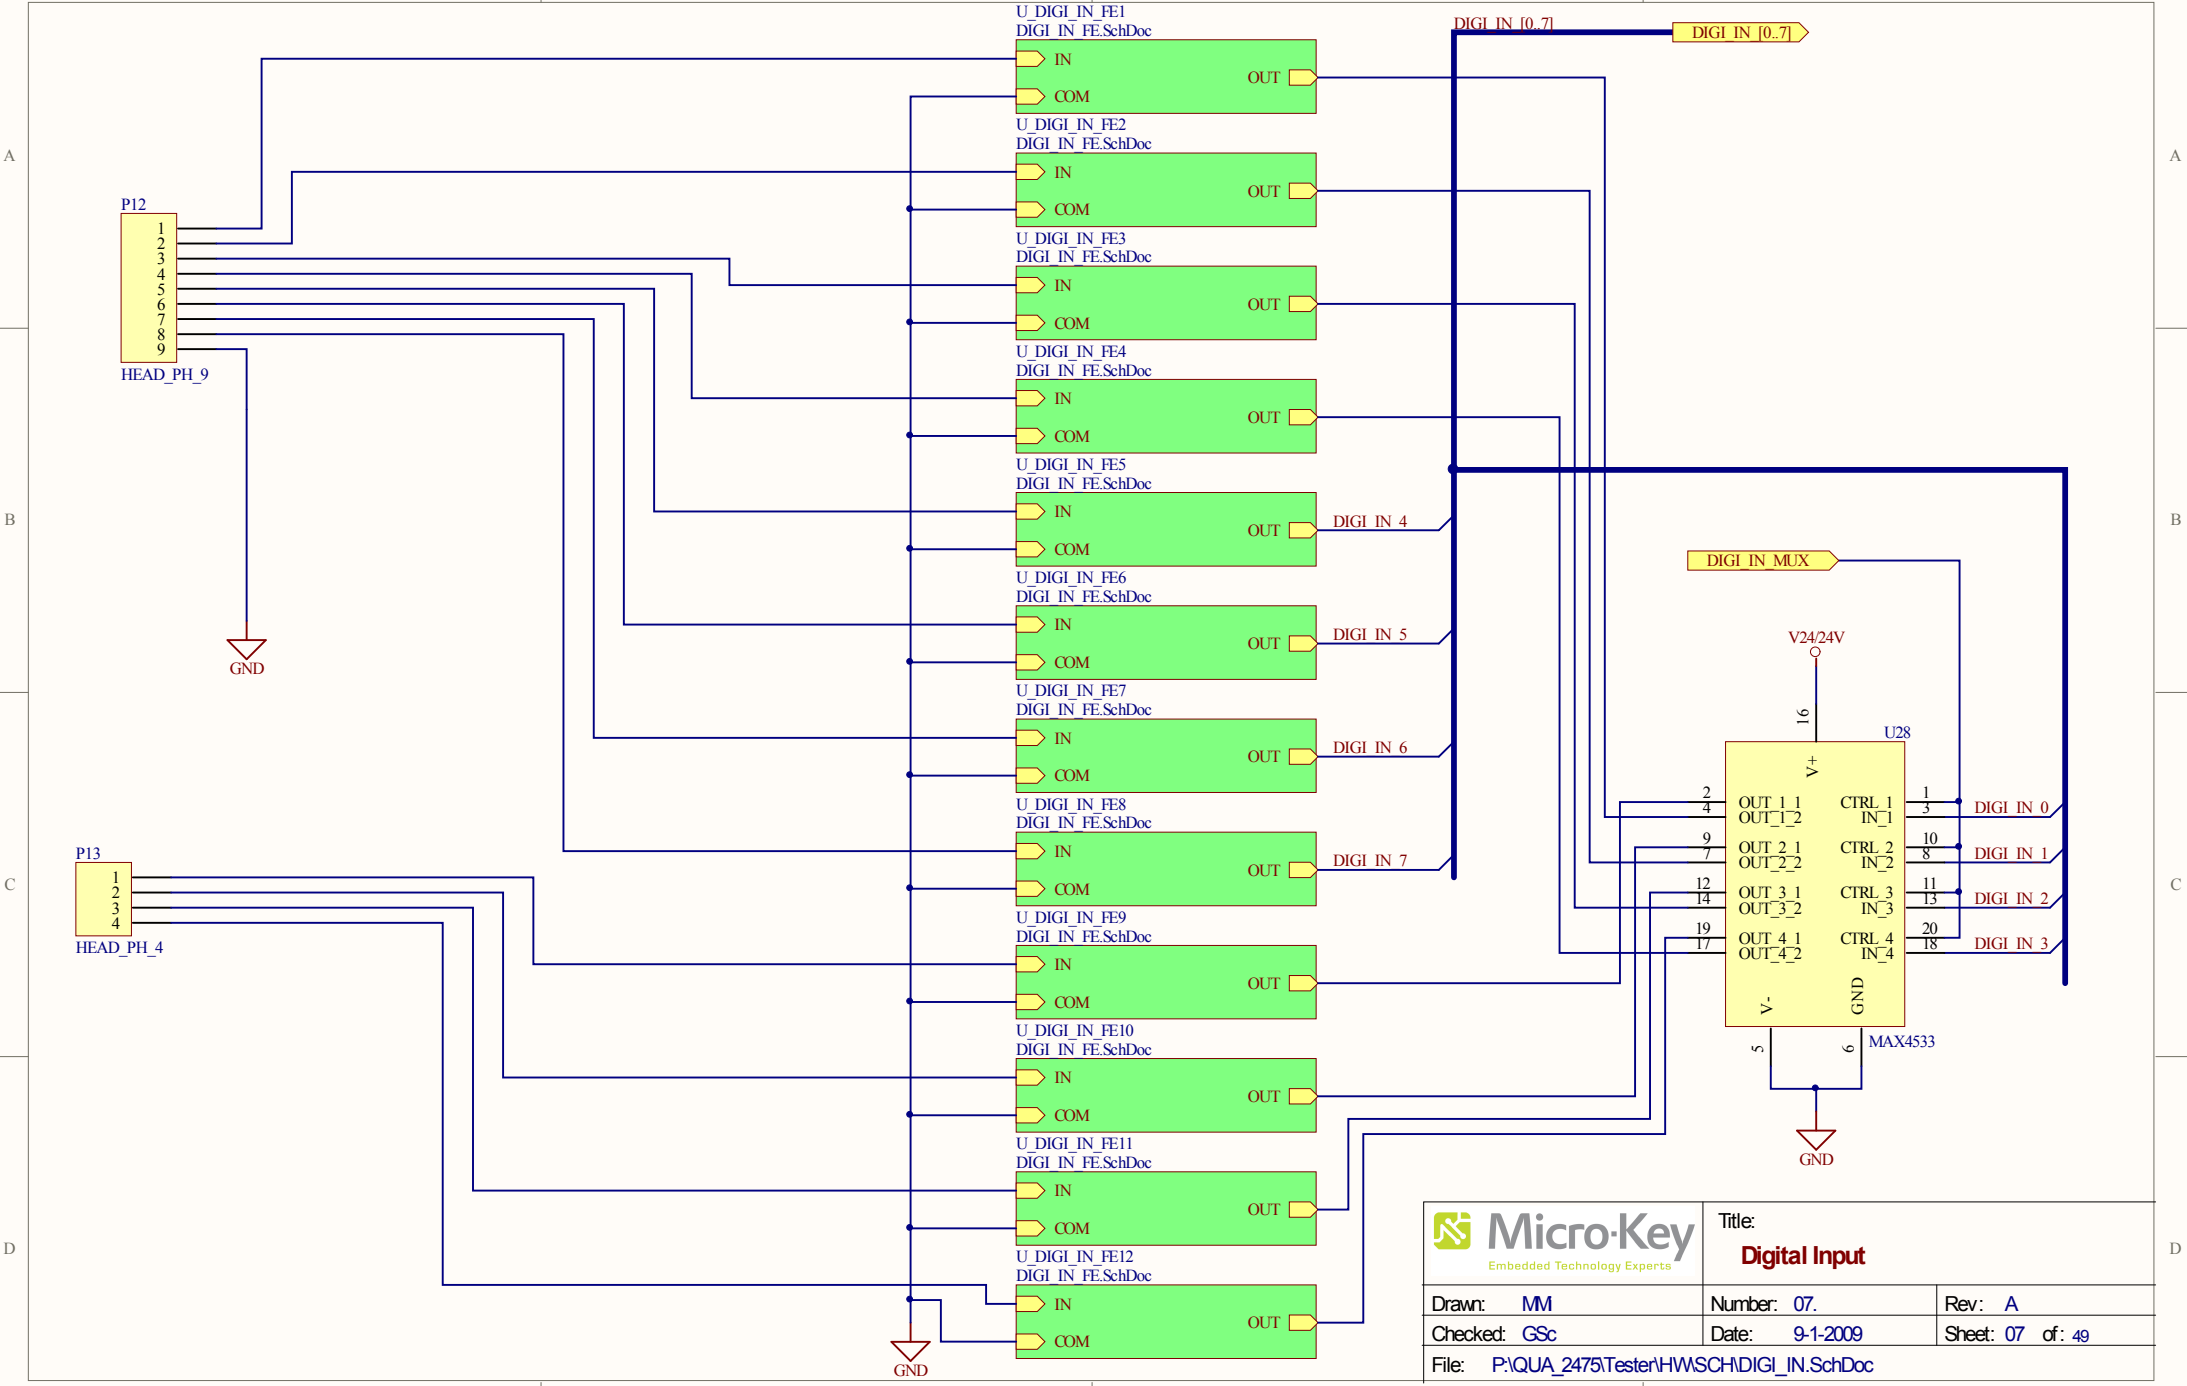 U_DIGI_IN_FE1
DIGI_IN_FE.SchDoc
IN
OUT
COM
U_DIGI_IN_FE2
DIGI_IN_FE.SchDoc
IN
OUT
COM
U_DIGI_IN_FE3
DIGI_IN_FE.SchDoc
IN
OUT
COM
U_DIGI_IN_FE4
DIGI_IN_FE.SchDoc
IN
OUT
COM
U_DIGI_IN_FE5
DIGI_IN_FE.SchDoc
IN
OUT
COM
DIGI_IN_4
U_DIGI_IN_FE6
DIGI_IN_FE.SchDoc
IN
OUT
COM
DIGI_IN_5
U_DIGI_IN_FE7
DIGI_IN_FE.SchDoc
IN
OUT
COM
DIGI_IN_6
U_DIGI_IN_FE8
DIGI_IN_FE.SchDoc
IN
OUT
COM
DIGI_IN_7
U_DIGI_IN_FE9
DIGI_IN_FE.SchDoc
IN
OUT
COM
U_DIGI_IN_FE10
DIGI_IN_FE.SchDoc
IN
OUT
COM
U_DIGI_IN_FE11
DIGI_IN_FE.SchDoc
IN
OUT
COM
U_DIGI_IN_FE12
DIGI_IN_FE.SchDoc
IN
OUT
COM
GND
DIGI_IN_[0..7]
DIGI_IN_[0..7]
A
A
B
B
C
C
D
D
P12
1
2
3
4
5
6
7
8
9
HEAD_PH_9
GND
P13
1
2
3
4
HEAD_PH_4
DIGI_IN_MUX
V24/24V
16
U28
V+
2 OUT_1_1 CTRL_1 1
4 OUT_1_2 IN_1 3 DIGI_IN_0
9 OUT_2_1 CTRL_2 10
7 OUT_2_2 IN_2 8 DIGI_IN_1
12 OUT_3_1 CTRL_3 11
14 OUT_3_2 IN_3 13 DIGI_IN_2
19 OUT_4_1 CTRL_4 20
17 OUT_4_2 IN_4 18 DIGI_IN_3
V-
GND
5
6
MAX4533
GND
Micro·Key
Embedded Technology Experts
Title:
Digital Input
Drawn: MMi
Number: 07.
Rev: A
Checked: GSc
Date: 9-1-2009
Sheet: 07 of: 49
File: P:\QUA_2475\Tester\HW\SCH\DIGI_IN.SchDoc